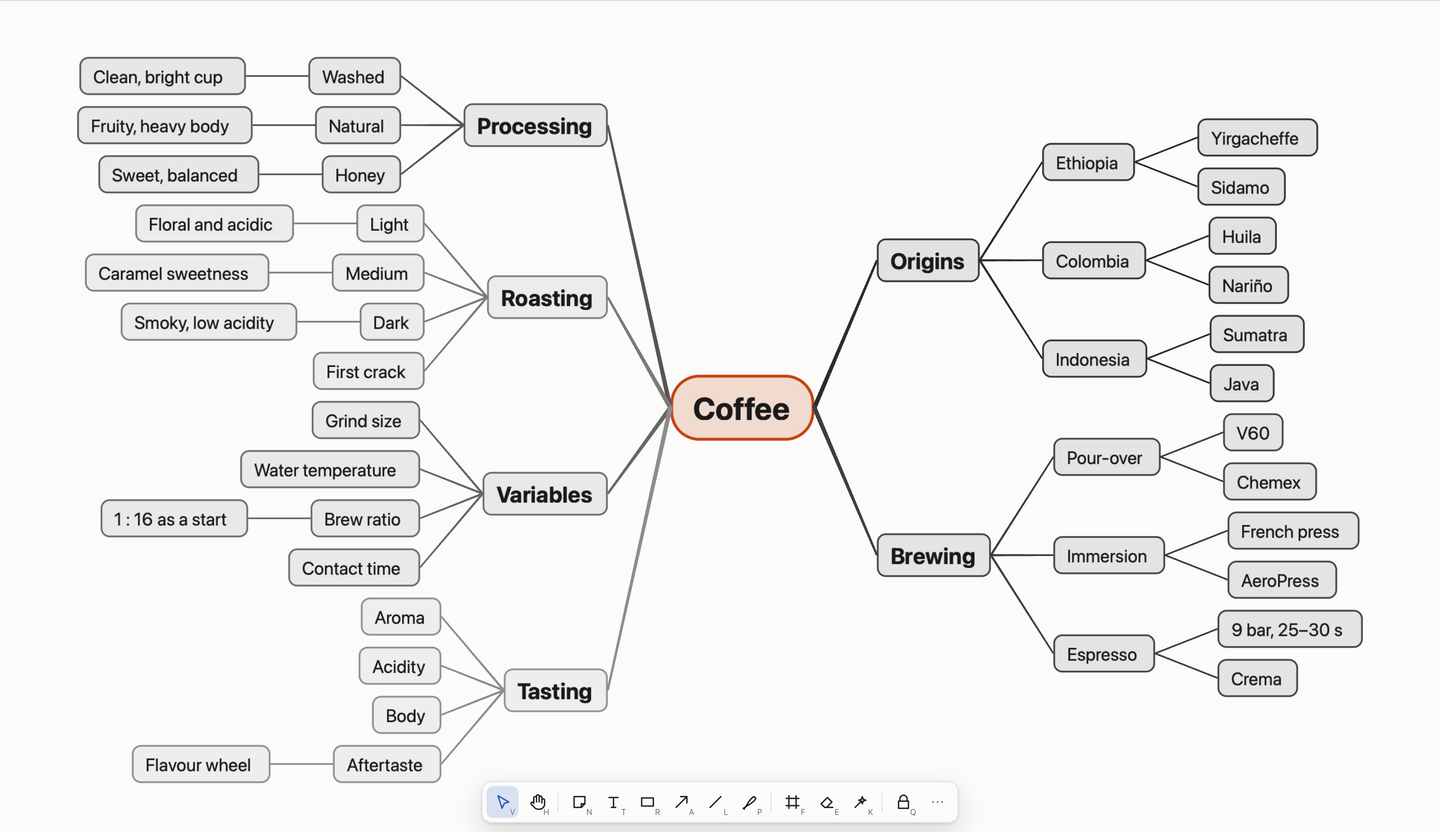 Coffee
Processing
Washed
Clean, bright cup
Natural
Fruity, heavy body
Honey
Sweet, balanced
Roasting
Light
Floral and acidic
Medium
Caramel sweetness
Dark
Smoky, low acidity
First crack
Variables
Grind size
Water temperature
Brew ratio
1 : 16 as a start
Contact time
Tasting
Aroma
Acidity
Body
Aftertaste
Flavour wheel
Origins
Ethiopia
Yirgacheffe
Sidamo
Colombia
Huila
Nariño
Indonesia
Sumatra
Java
Brewing
Pour-over
V60
Chemex
Immersion
French press
AeroPress
Espresso
9 bar, 25–30 s
Crema
V
H
N
T
T
R
A
L
P
F
E
K
Q